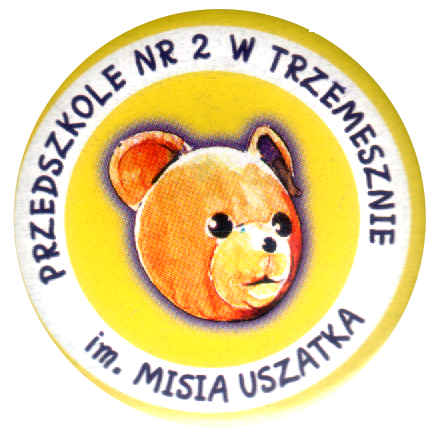 PRZEDSZKOLE NR 2 W TRZEMESZNIE
im. MISIA USZATKA